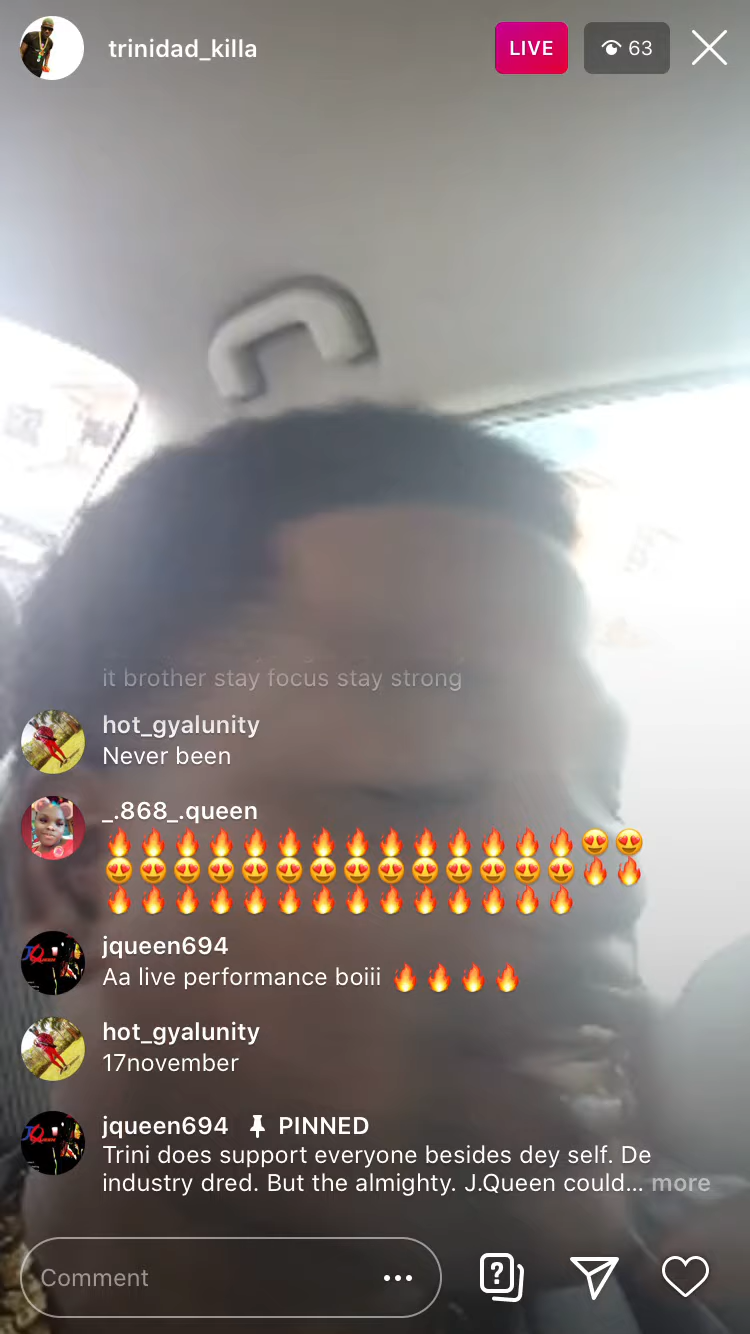 trinidad_killa
LIVE
63
it brother stay focus stay strong
hot_gyalunity
Never been
_.868_.queen
🔥🔥🔥🔥🔥🔥🔥🔥🔥🔥🔥🔥🔥🔥😍😍
😍😍😍😍😍😍😍😍😍😍😍😍😍😍🔥🔥
🔥🔥🔥🔥🔥🔥🔥🔥🔥🔥🔥🔥🔥🔥
jqueen694
Aa live performance boiii 🔥🔥🔥🔥
hot_gyalunity
17november
jqueen694 📌 PINNED
Trini does support everyone besides dey self. De
industry dred. But the almighty. J.Queen could... more
Comment